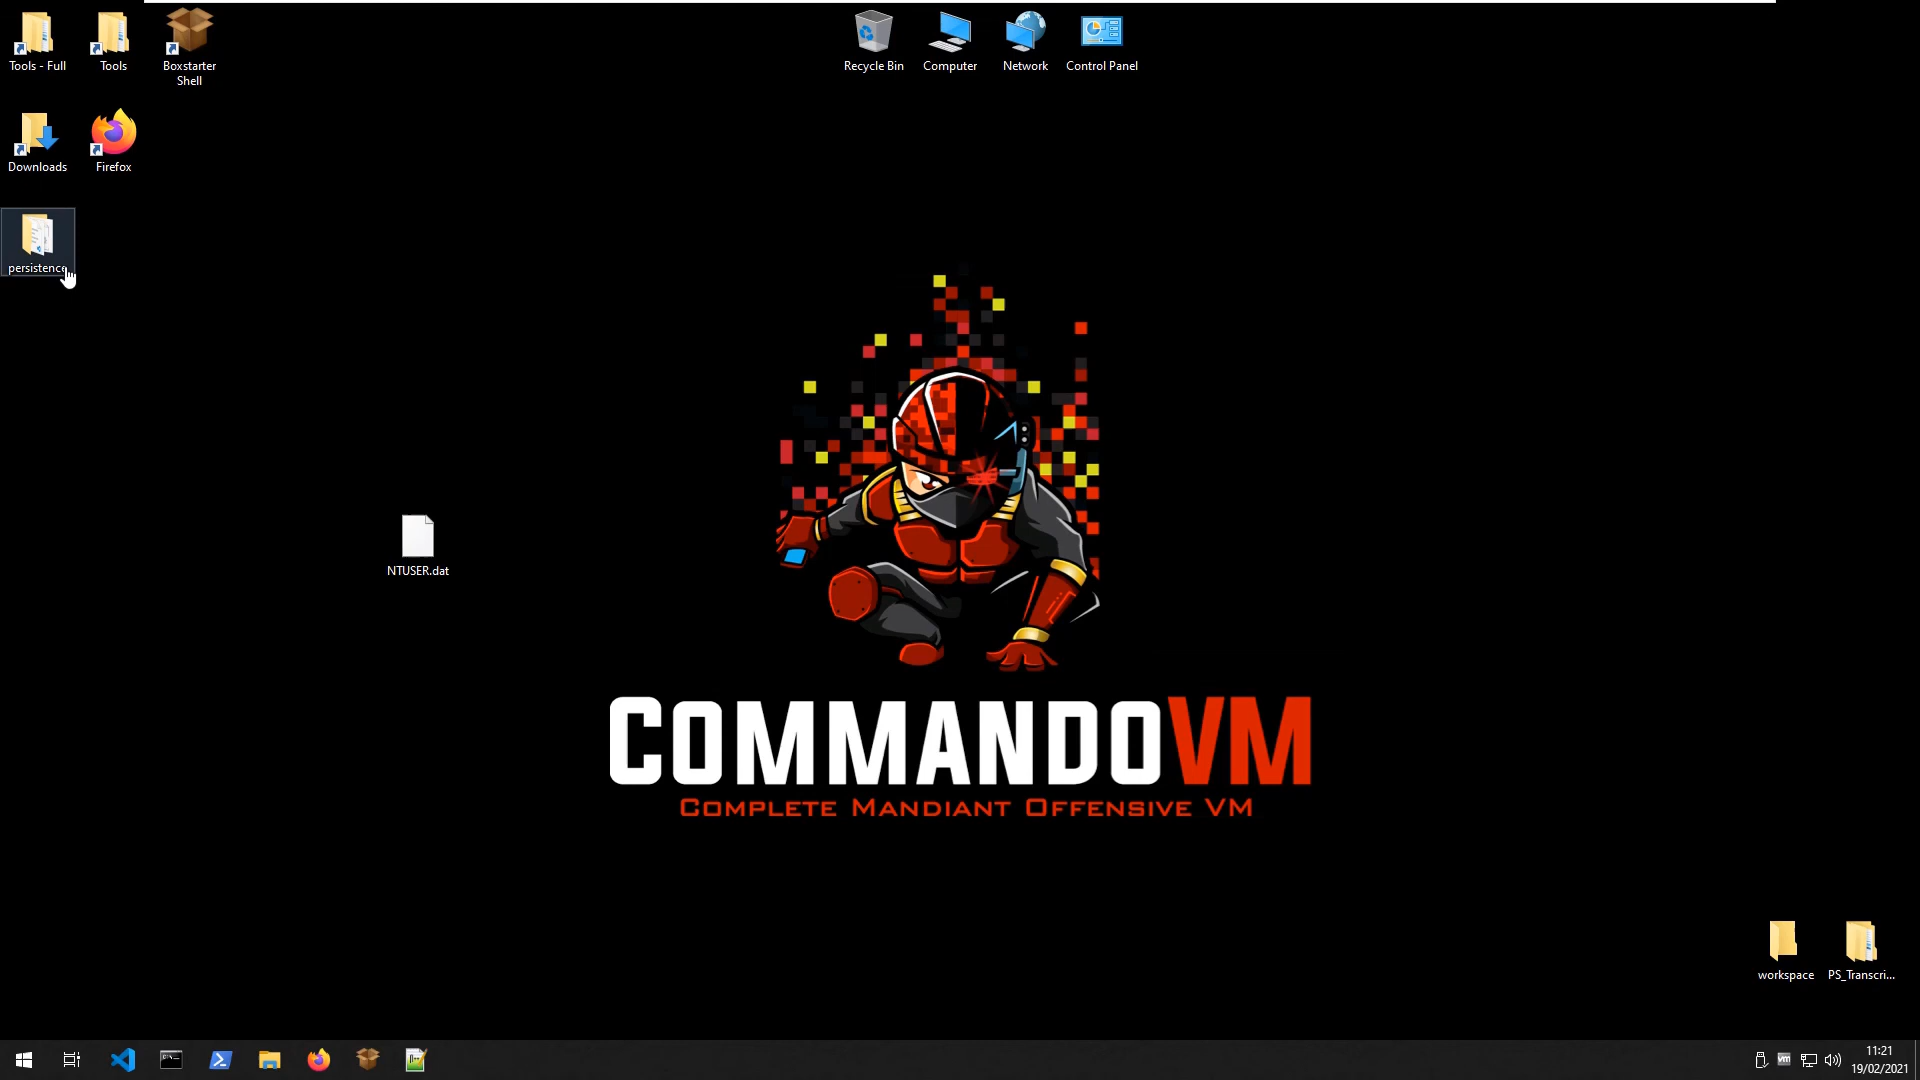 Tools - Full
Tools
Boxstarter
Shell
Recycle Bin
Computer
Network
Control Panel
Downloads
Firefox
persistence
NTUSER.dat
COMMANDOVM
COMPLETE MANDIANT OFFENSIVE VM
workspace
PS_Transcri...
vm
11:21
19/02/2021